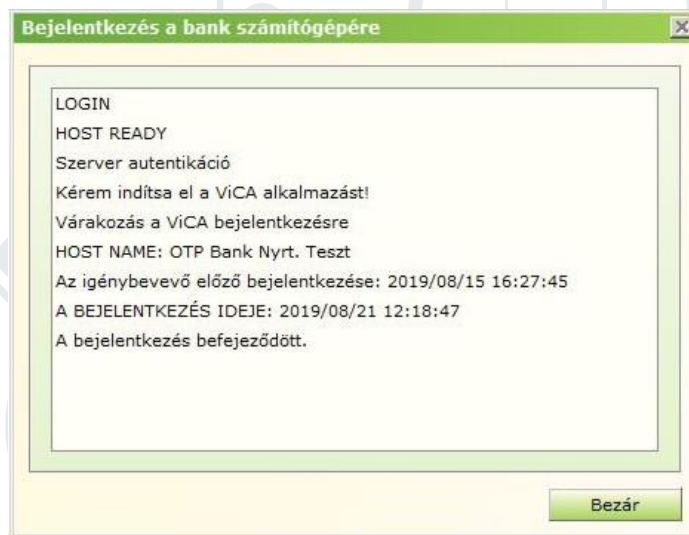 Bejelentkezés a bank számítógépére
LOGIN
HOST READY
Szerver autentikáció
Kérem indítsa el a ViCA alkalmazást!
Várakozás a ViCA bejelentkezésre
HOST NAME: OTP Bank Nyrt. Teszt
Az igénybevevő előző bejelentkezése: 2019/08/15 16:27:45
A BEJELENTKEZÉS IDEJE: 2019/08/21 12:18:47
A bejelentkezés befejeződött.
Bezár